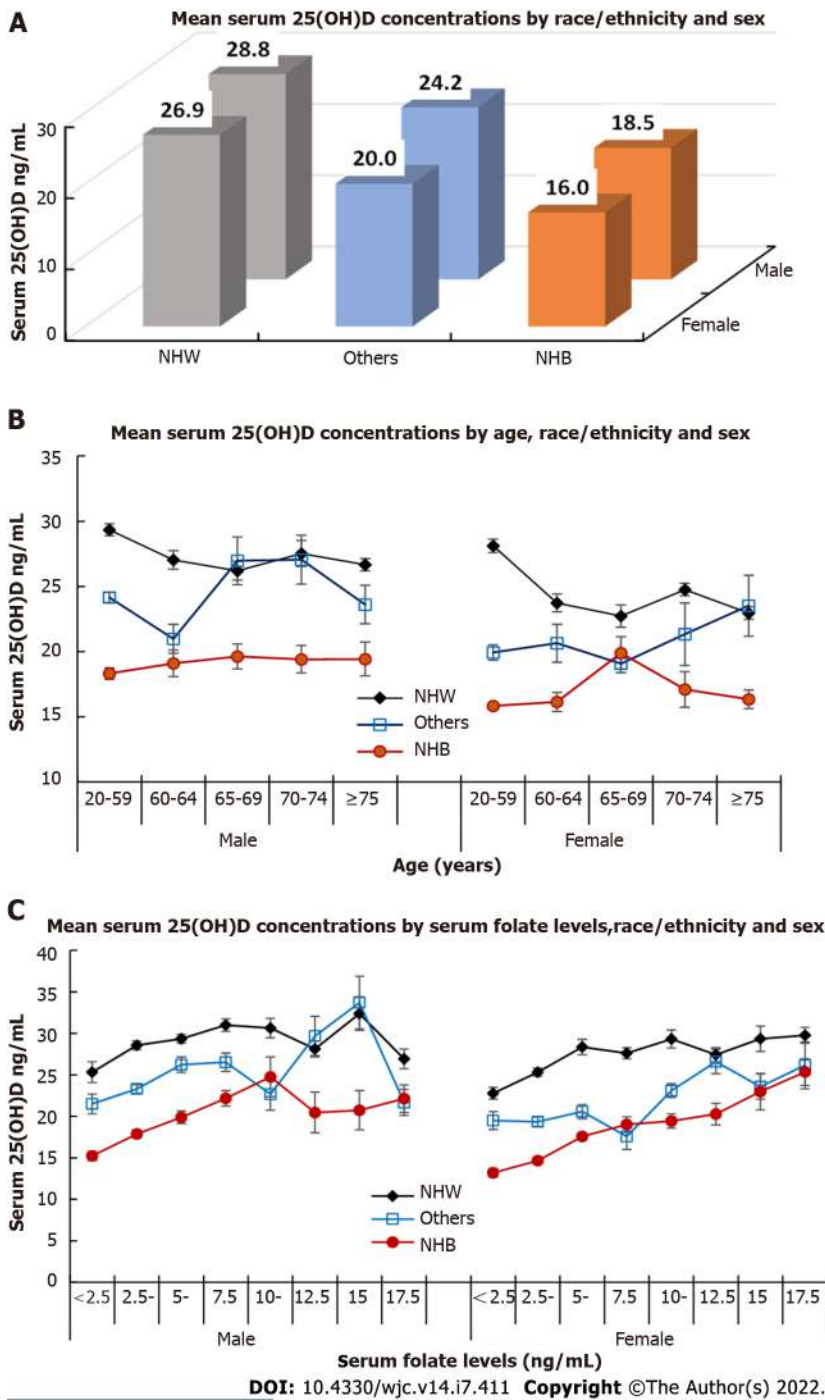 A
Mean serum 25(OH)D concentrations by race/ethnicity and sex
Serum 25(OH)D ng/mL
30
20
10
0
26.9
28.8
20.0
24.2
16.0
18.5
NHW
Others
NHB
Female
Male
B
Mean serum 25(OH)D concentrations by age, race/ethnicity and sex
Serum 25(OH)D ng/mL
35
30
25
20
15
10
NHW
Others
NHB
20-59 60-64 65-69 70-74 ≥75 20-59 60-64 65-69 70-74 ≥75
Male Female
Age (years)
C
Mean serum 25(OH)D concentrations by serum folate levels,race/ethnicity and sex
Serum 25(OH)D ng/mL
40
35
30
25
20
15
10
5
0
NHW
Others
NHB
<2.5 2.5- 5- 7.5 10- 12.5 15 17.5 <2.5 2.5- 5- 7.5 10- 12.5 15 17.5
Male Female
Serum folate levels (ng/mL)
DOI: 10.4330/wjc.v14.i7.411 Copyright ©The Author(s) 2022.